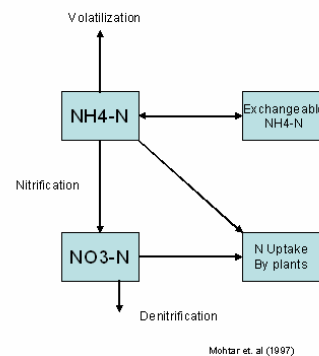 Volatilization
NH4-N
Exchangeable
NH4-N
Nitrification
NO3-N
N Uptake
By plants
Denitrification
Mohtar et. al (1997)